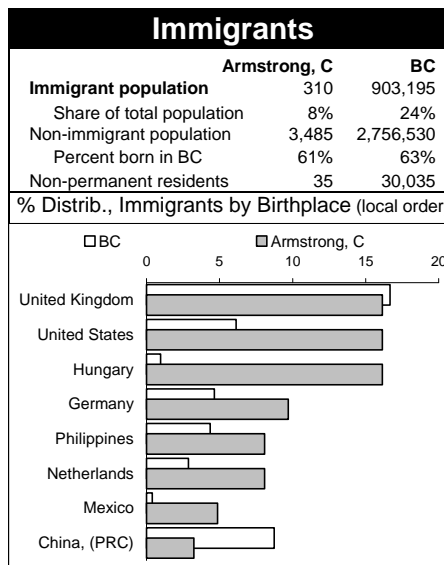 Immigrants
Armstrong, C BC
Immigrant population 310 903,195
Share of total population 8% 24%
Non-immigrant population 3,485 2,756,530
Percent born in BC 61% 63%
Non-permanent residents 35 30,035
% Distrib., Immigrants by Birthplace (local order
BC Armstrong, C
0 5 10 15 20
United Kingdom
United States
Hungary
Germany
Philippines
Netherlands
Mexico
China, (PRC)